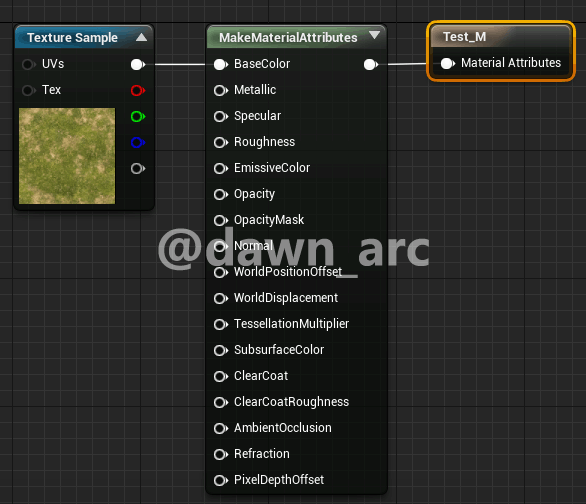 Texture Sample
UVs
Tex
MakeMaterialAttributes
BaseColor
Metallic
Specular
Roughness
EmissiveColor
Opacity
OpacityMask
Normal
WorldPositionOffset
WorldDisplacement
TessellationMultiplier
SubsurfaceColor
ClearCoat
ClearCoatRoughness
AmbientOcclusion
Refraction
PixelDepthOffset
Test_M
Material Attributes
@dawn_arc